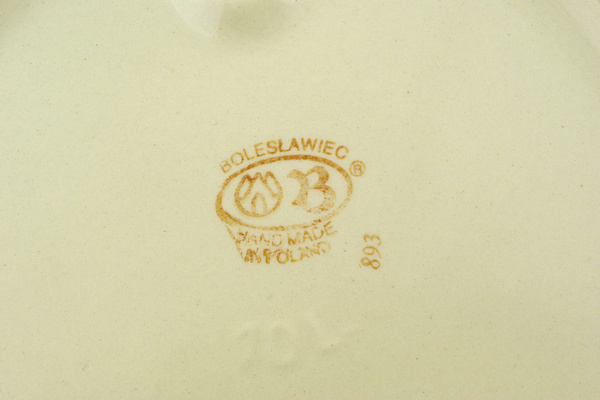 BOLESŁAWIEC
®
B
HAND MADE
IN POLAND
893